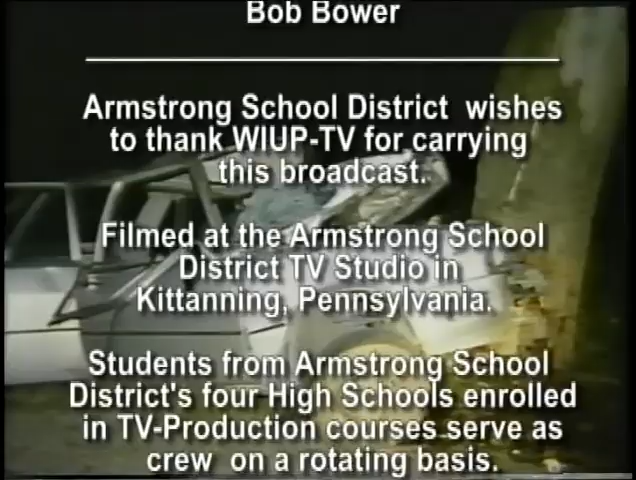 Bob Bower
Armstrong School District wishes
to thank WIUP-TV for carrying
this broadcast.
Filmed at the Armstrong School
District TV Studio in
Kittanning, Pennsylvania.
Students from Armstrong School
District's four High Schools enrolled
in TV-Production courses serve as
crew on a rotating basis.